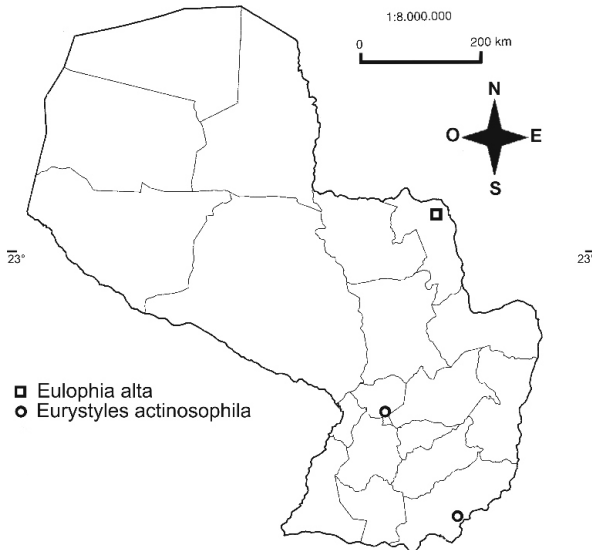 1:8.000.000
0 200 km
N
O E
S
23° 23°
Eulophia alta
Eurystyles actinosophila